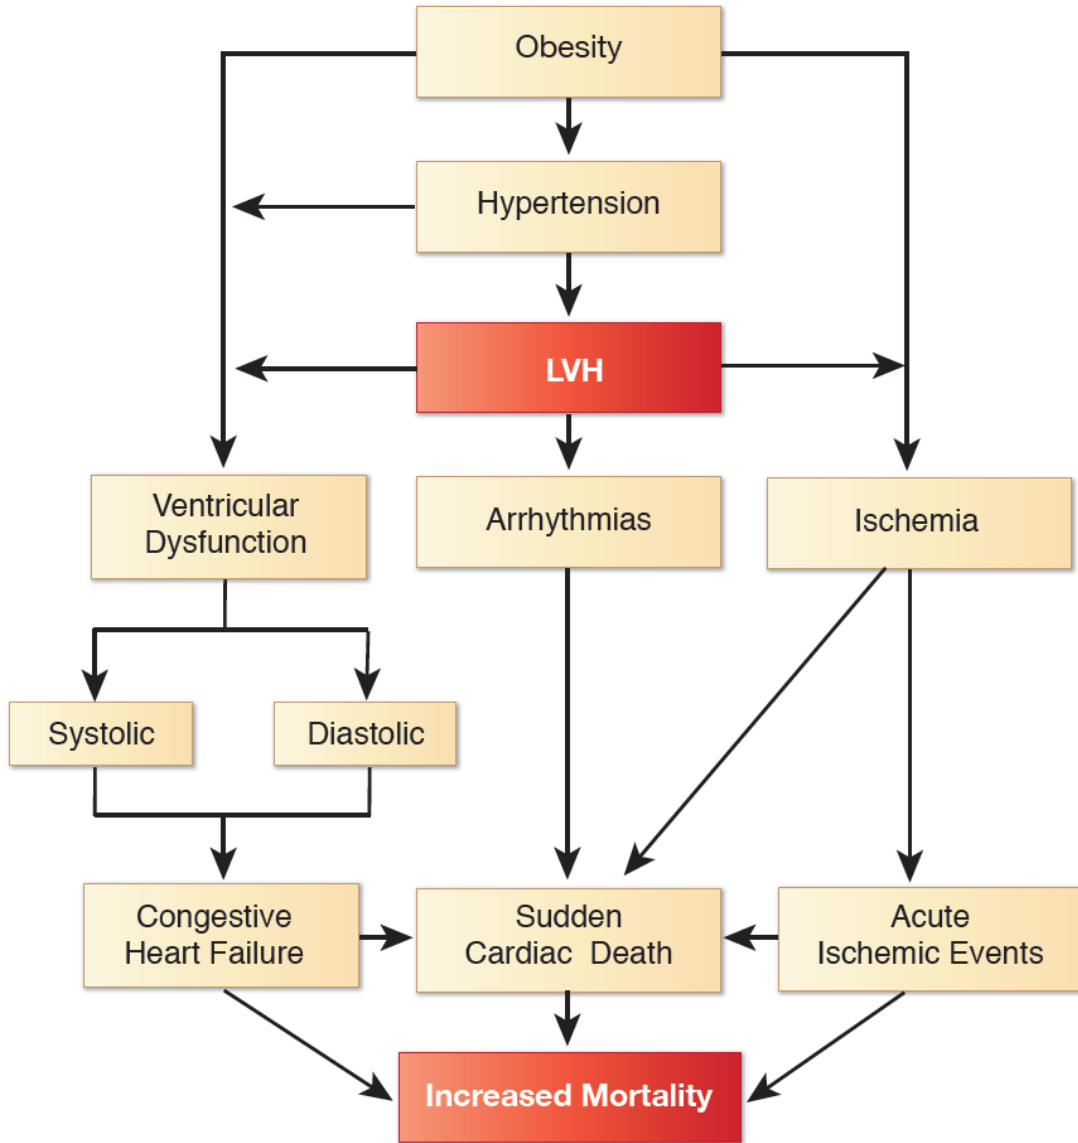 Obesity
Hypertension
LVH
Ventricular
Dysfunction
Arrhythmias
Ischemia
Systolic
Diastolic
Congestive
Heart Failure
Sudden
Cardiac Death
Acute
Ischemic Events
Increased Mortality